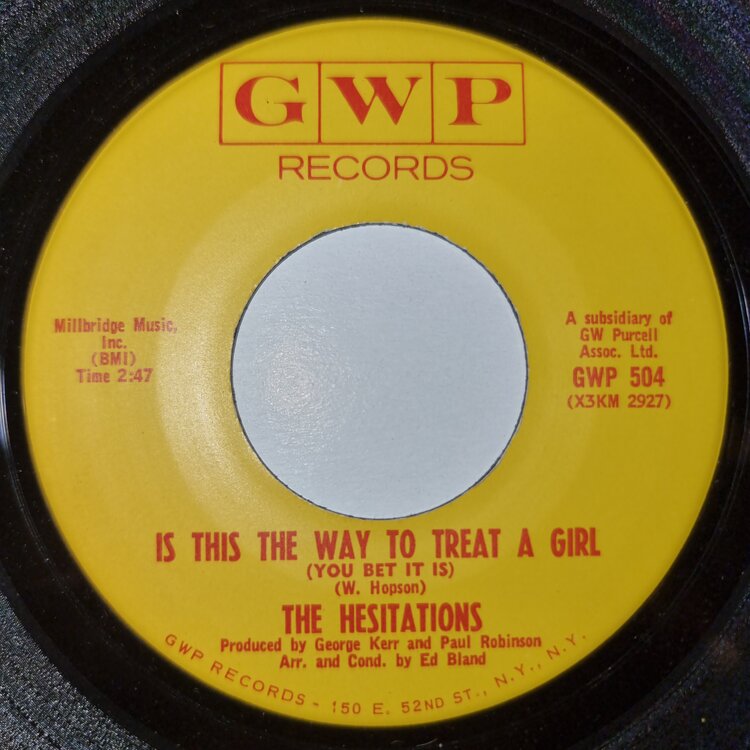 GWP
RECORDS
Millbridge Music,
Inc.
(BMI)
Time 2:47
A subsidiary of
GW Purcell
Assoc. Ltd.
GWP 504
(X3KM 2927)
IS THIS THE WAY TO TREAT A GIRL
(YOU BET IT IS)
(W. Hopson)
THE HESITATIONS
Produced by George Kerr and Paul Robinson
Arr. and Cond. by Ed Bland
GWP RECORDS - 150 E. 52ND ST., N.Y., N.Y.